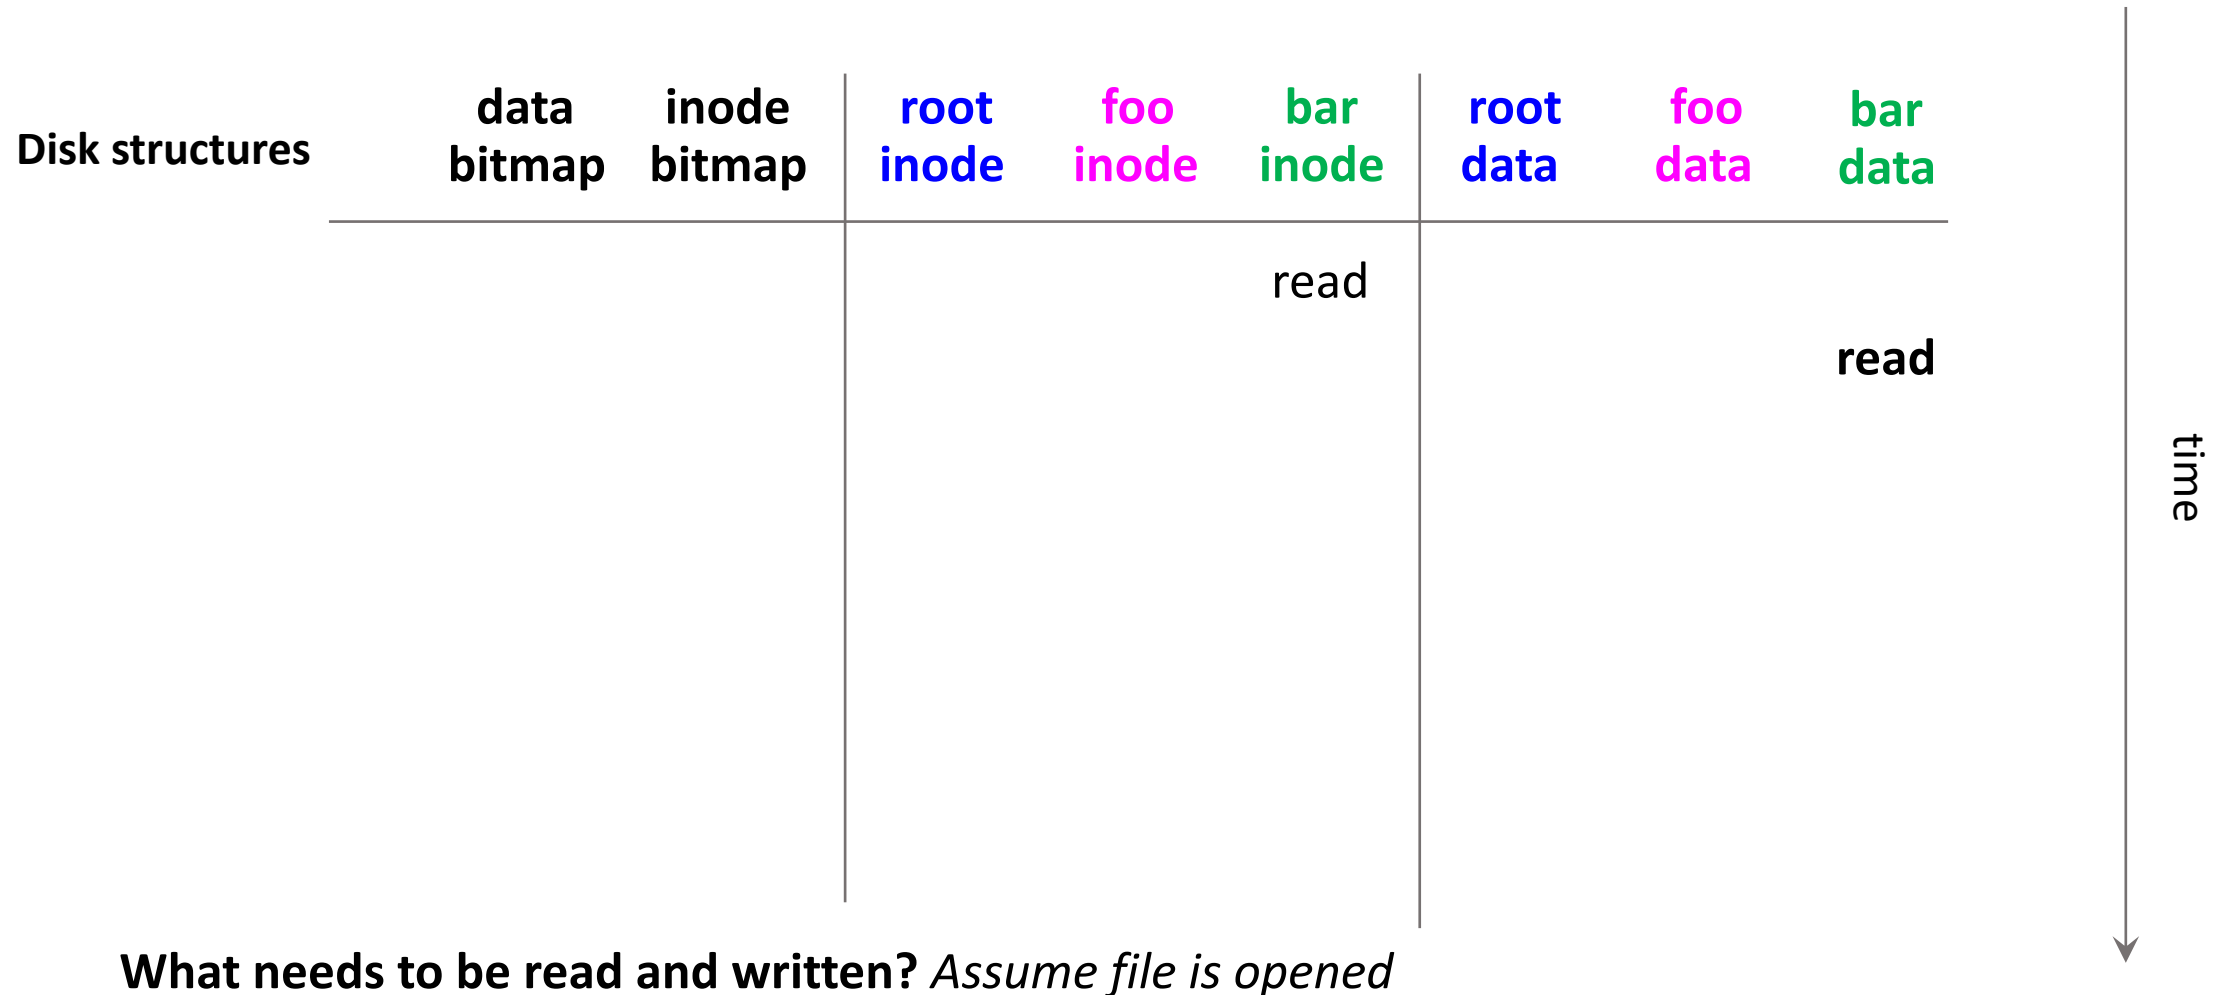 data inode root foo bar root foo bar
Disk structures bitmap bitmap inode inode inode data data data
read
read
time
What needs to be read and written? Assume file is opened